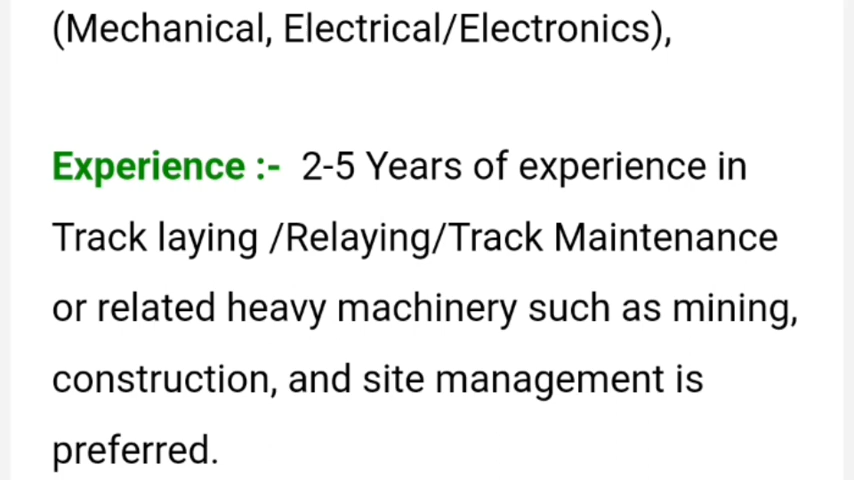 (Mechanical, Electrical/Electronics),
Experience :- 2-5 Years of experience in
Track laying /Relaying/Track Maintenance
or related heavy machinery such as mining,
construction, and site management is
preferred.